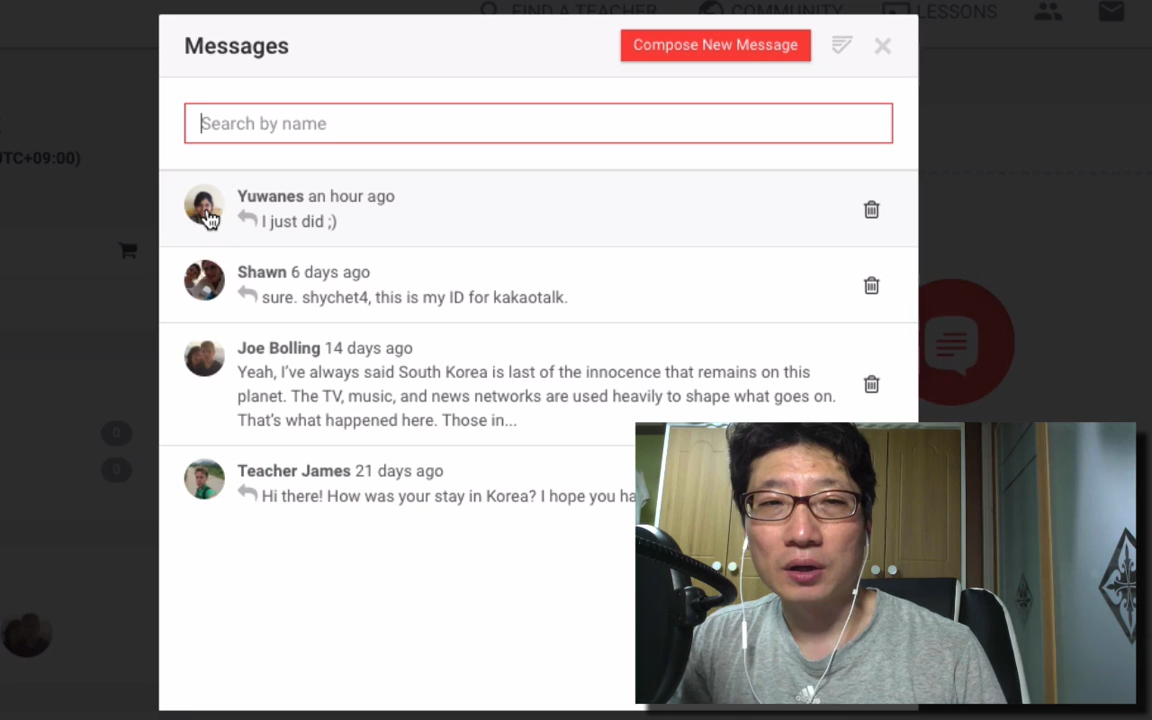 FIND A TEACHER
COMMUNITY
LESSONS
Messages
Compose New Message
Search by name
UTC+09:00)
Yuwanes an hour ago
I just did ;)
Shawn 6 days ago
sure. shychet4, this is my ID for kakaotalk.
Joe Bolling 14 days ago
Yeah, I've always said South Korea is last of the innocence that remains on this
planet. The TV, music, and news networks are used heavily to shape what goes on.
That's what happened here. Those in...
0
0
Teacher James 21 days ago
Hi there! How was your stay in Korea? I hope you ha